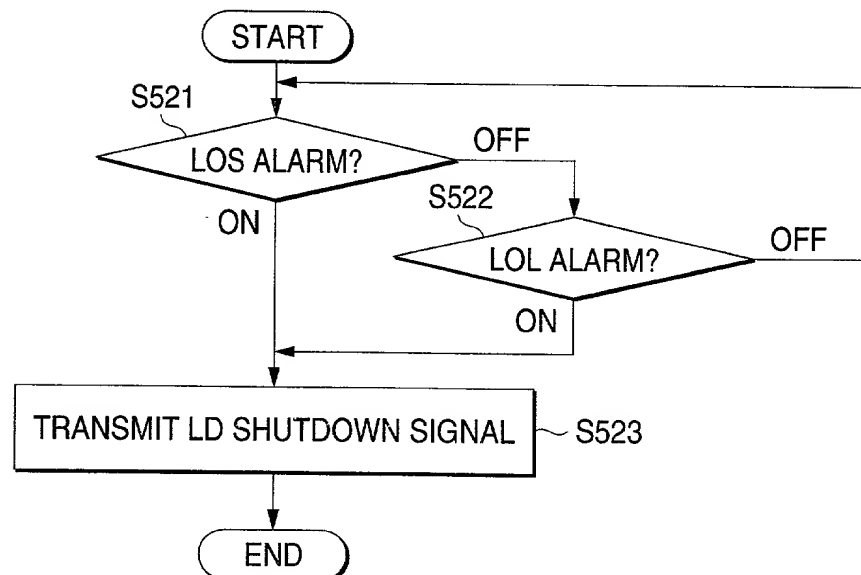 START
S521
LOS ALARM?
OFF
ON
S522
LOL ALARM?
OFF
ON
TRANSMIT LD SHUTDOWN SIGNAL
S523
END